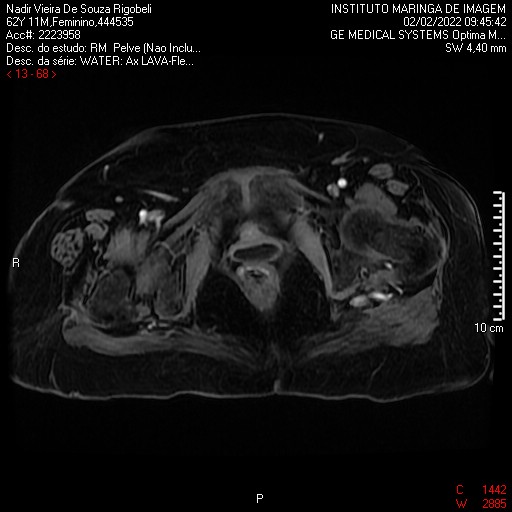 Nadir Vieira De Souza Rigobeli
62Y 11M,Feminino,444535
Acc#: 2223958
Desc. do estudo: RM Pelve (Nao Inclu...
Desc. da série: WATER: Ax LAVA-Fle...
< 13 - 68 >
INSTITUTO MARINGA DE IMAGEM
02/02/2022 09:45:42
GE MEDICAL SYSTEMS Optima M...
SW 4,40 mm
R
10 cm
P
C 1442
W 2885